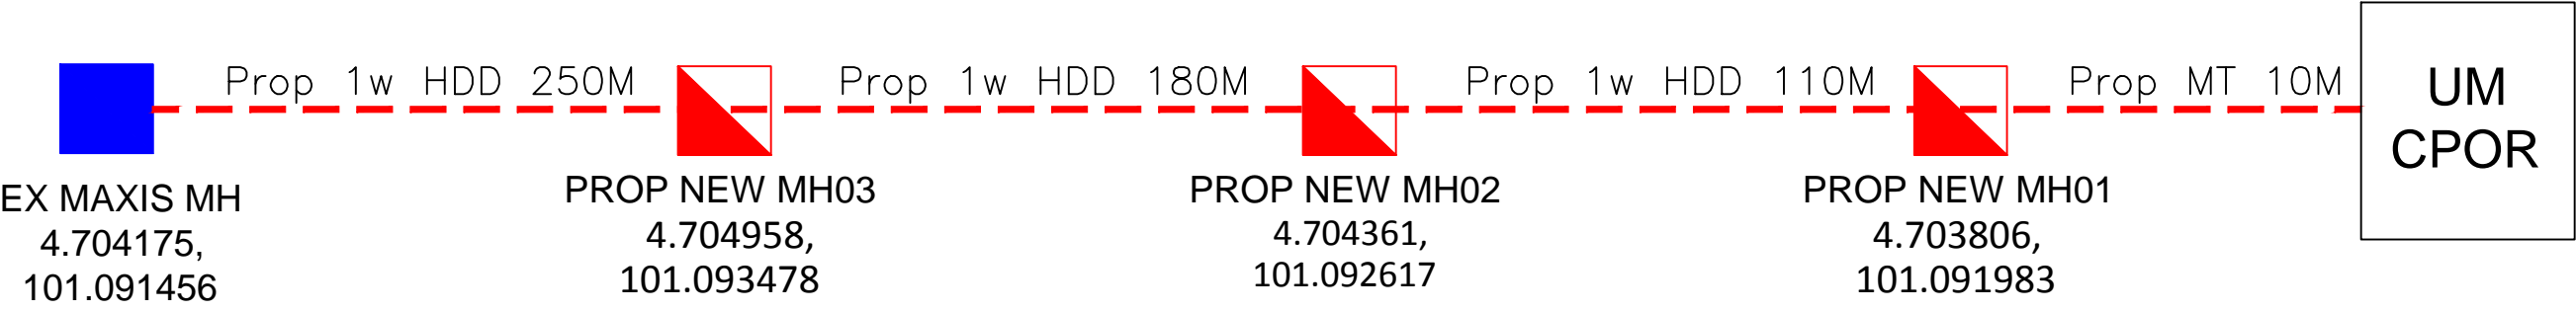 Prop 1w HDD 250M
Prop 1w HDD 180M
Prop 1w HDD 110M
Prop MT 10M
UM
CPOR
EX MAXIS MH
4.704175,
101.091456
PROP NEW MH03
4.704958,
101.093478
PROP NEW MH02
4.704361,
101.092617
PROP NEW MH01
4.703806,
101.091983